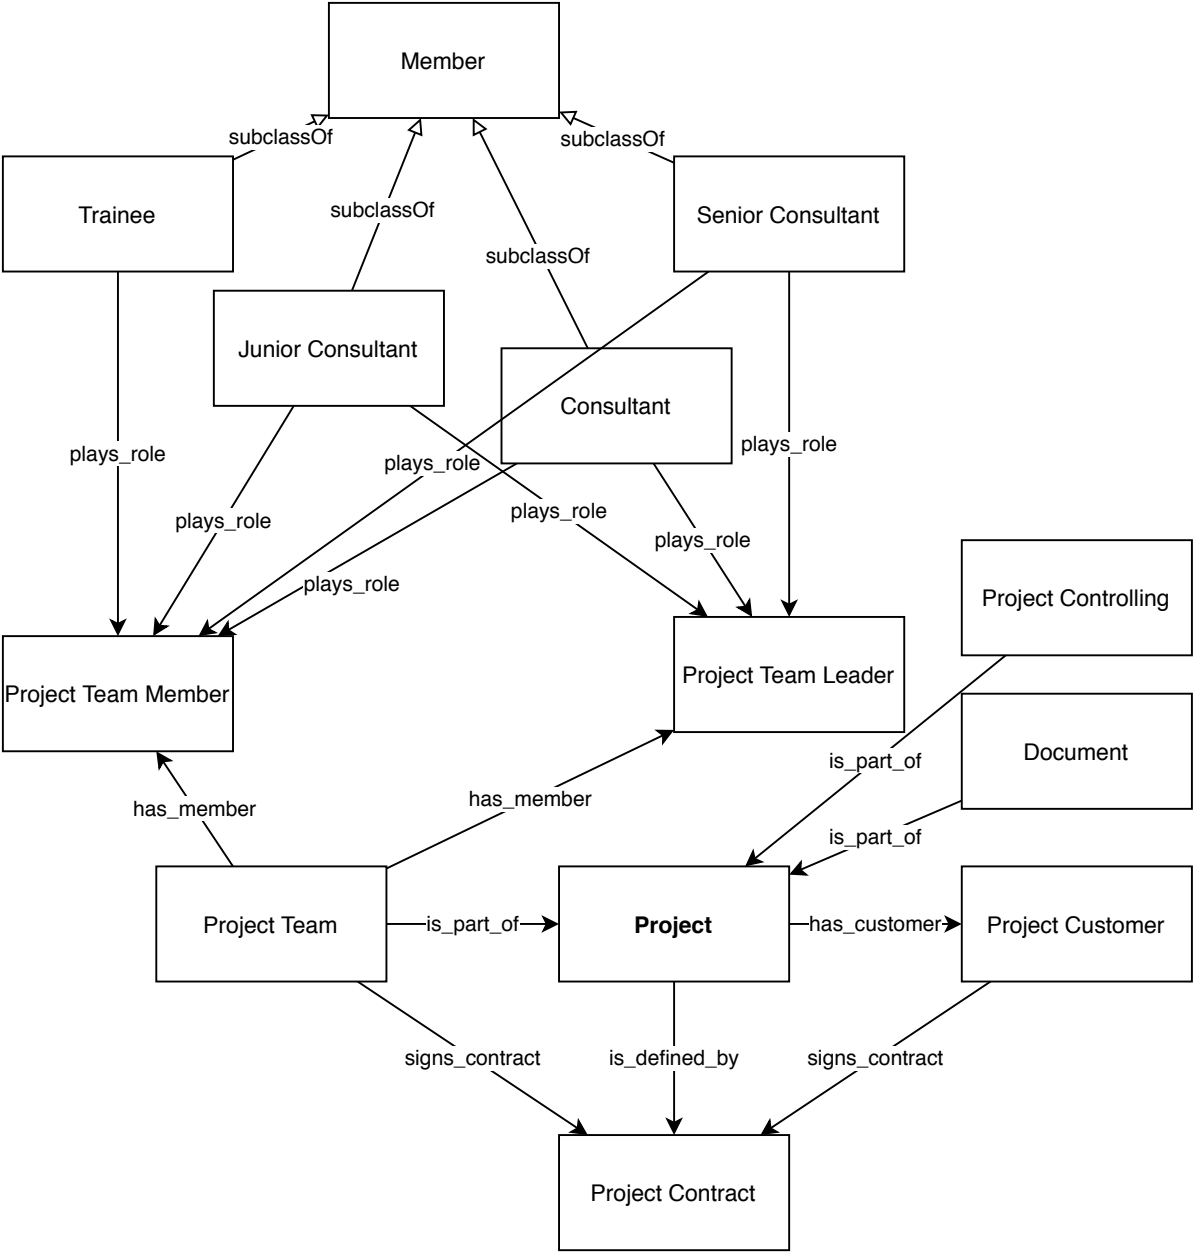 Member
subclassOf
subclassOf
Trainee
subclassOf
Senior Consultant
subclassOf
Junior Consultant
Consultant
plays_role
plays_role
plays_role
plays_role
plays_role
plays_role
plays_role
Project Controlling
Project Team Member
Project Team Leader
Document
is_part_of
has_member
has_member
is_part_of
Project Team
is_part_of
Project
has_customer
Project Customer
signs_contract
is_defined_by
signs_contract
Project Contract